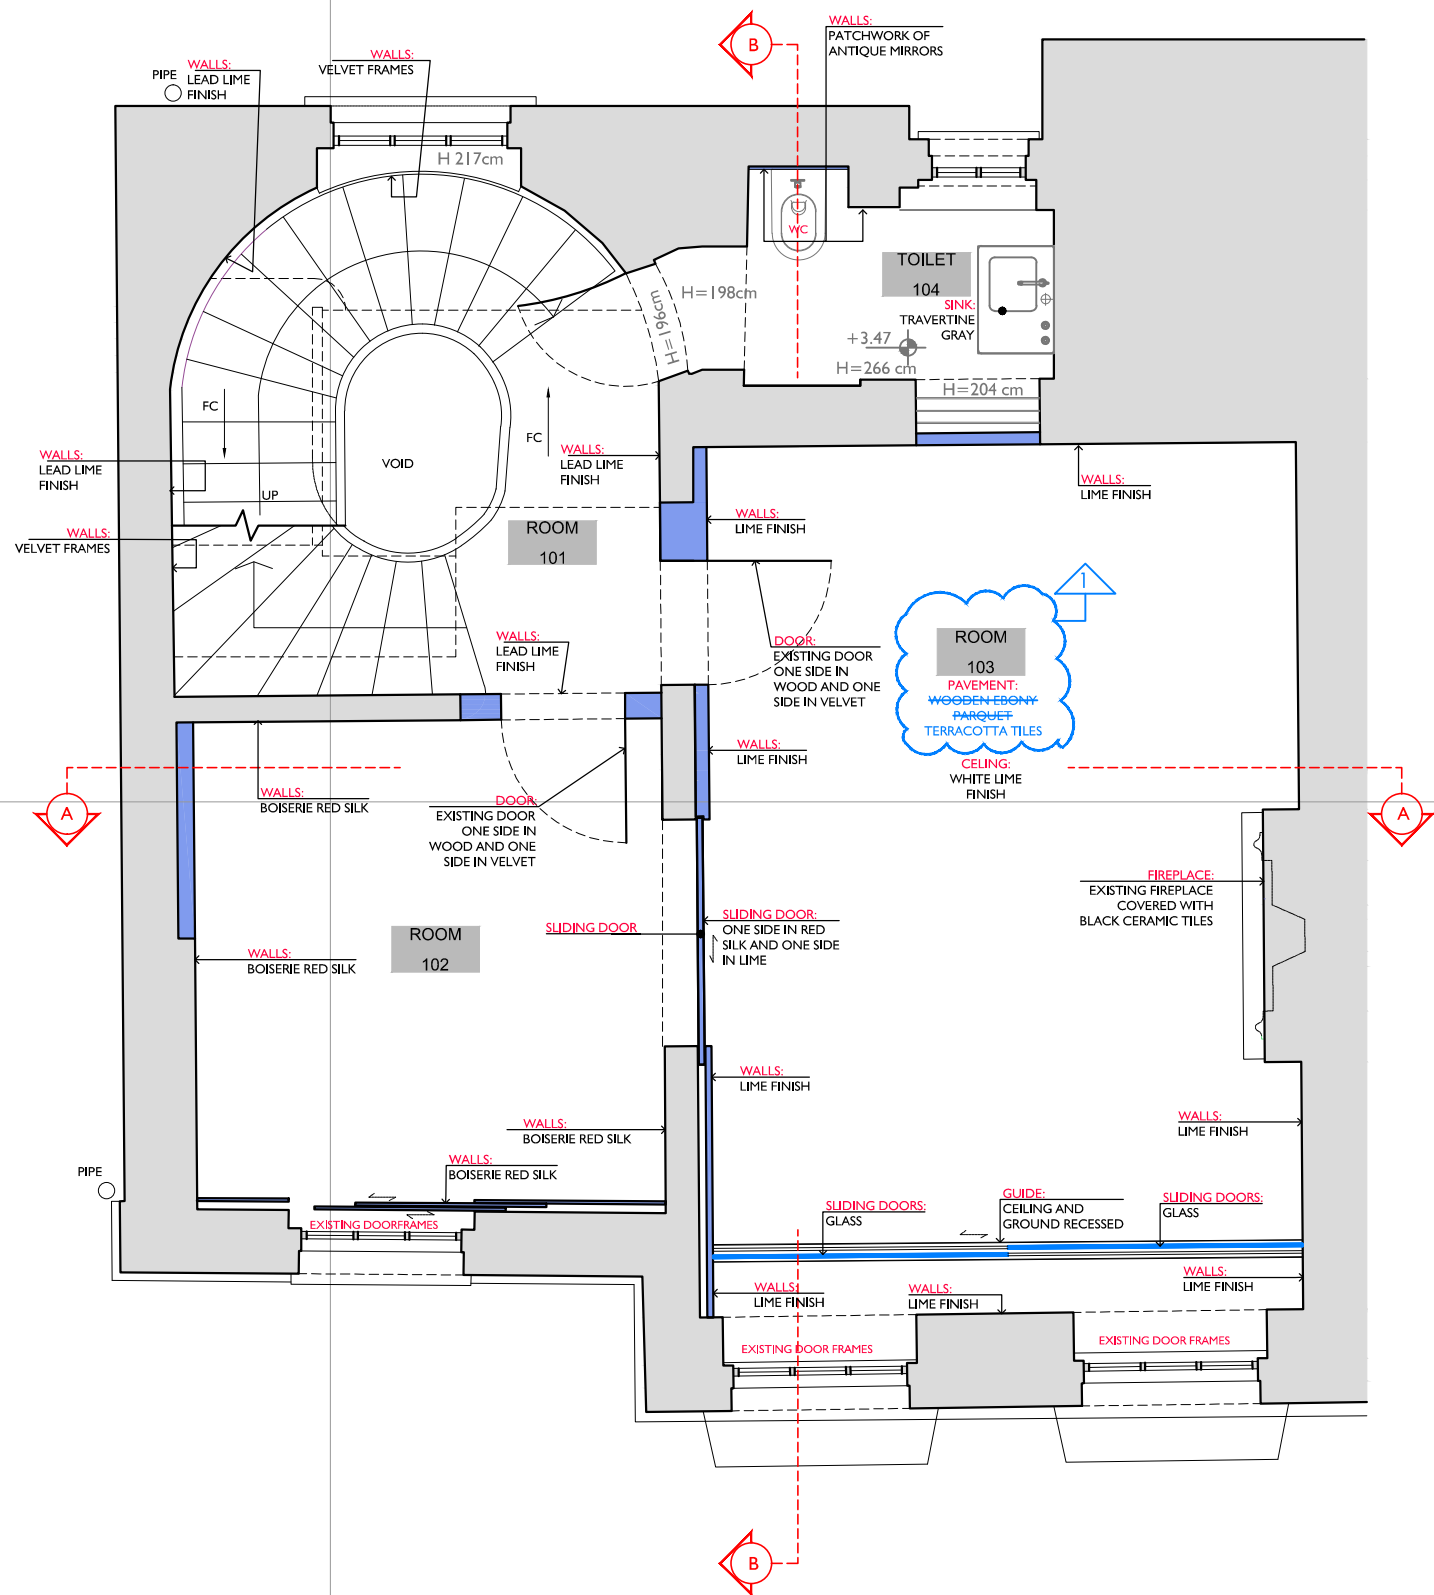 B
WALLS:
PATCHWORK OF
ANTIQUE MIRRORS
WALLS:
VELVET FRAMES
WALLS:
LEAD LIME
FINISH
PIPE
H 217cm
WC
TOILET
104
SINK:
TRAVERTINE
GRAY
H=198cm
H=196cm
+3.47
H=266 cm
H=204 cm
FC
FC
VOID
UP
WALLS:
LEAD LIME
FINISH
WALLS:
LEAD LIME
FINISH
WALLS:
LIME FINISH
WALLS:
LIME FINISH
WALLS:
VELVET FRAMES
ROOM
101
1
WALLS:
LEAD LIME
FINISH
DOOR:
EXISTING DOOR
ONE SIDE IN
WOOD AND ONE
SIDE IN VELVET
ROOM
103
PAVEMENT:
WOODEN EBONY
PARQUET
TERRACOTTA TILES
CELING:
WHITE LIME
FINISH
WALLS:
LIME FINISH
A
A
WALLS:
BOISERIE RED SILK
DOOR:
EXISTING DOOR
ONE SIDE IN
WOOD AND ONE
SIDE IN VELVET
FIREPLACE:
EXISTING FIREPLACE
COVERED WITH
BLACK CERAMIC TILES
SLIDING DOOR
SLIDING DOOR:
ONE SIDE IN RED
SILK AND ONE SIDE
IN LIME
ROOM
102
WALLS:
BOISERIE RED SILK
WALLS:
LIME FINISH
WALLS:
BOISERIE RED SILK
WALLS:
LIME FINISH
WALLS:
BOISERIE RED SILK
PIPE
SLIDING DOORS:
GLASS
GUIDE:
CEILING AND
GROUND RECESSED
SLIDING DOORS:
GLASS
EXISTING DOORFRAMES
WALLS:
LIME FINISH
WALLS:
LIME FINISH
WALLS:
LIME FINISH
EXISTING DOOR FRAMES
EXISTING DOOR FRAMES
B